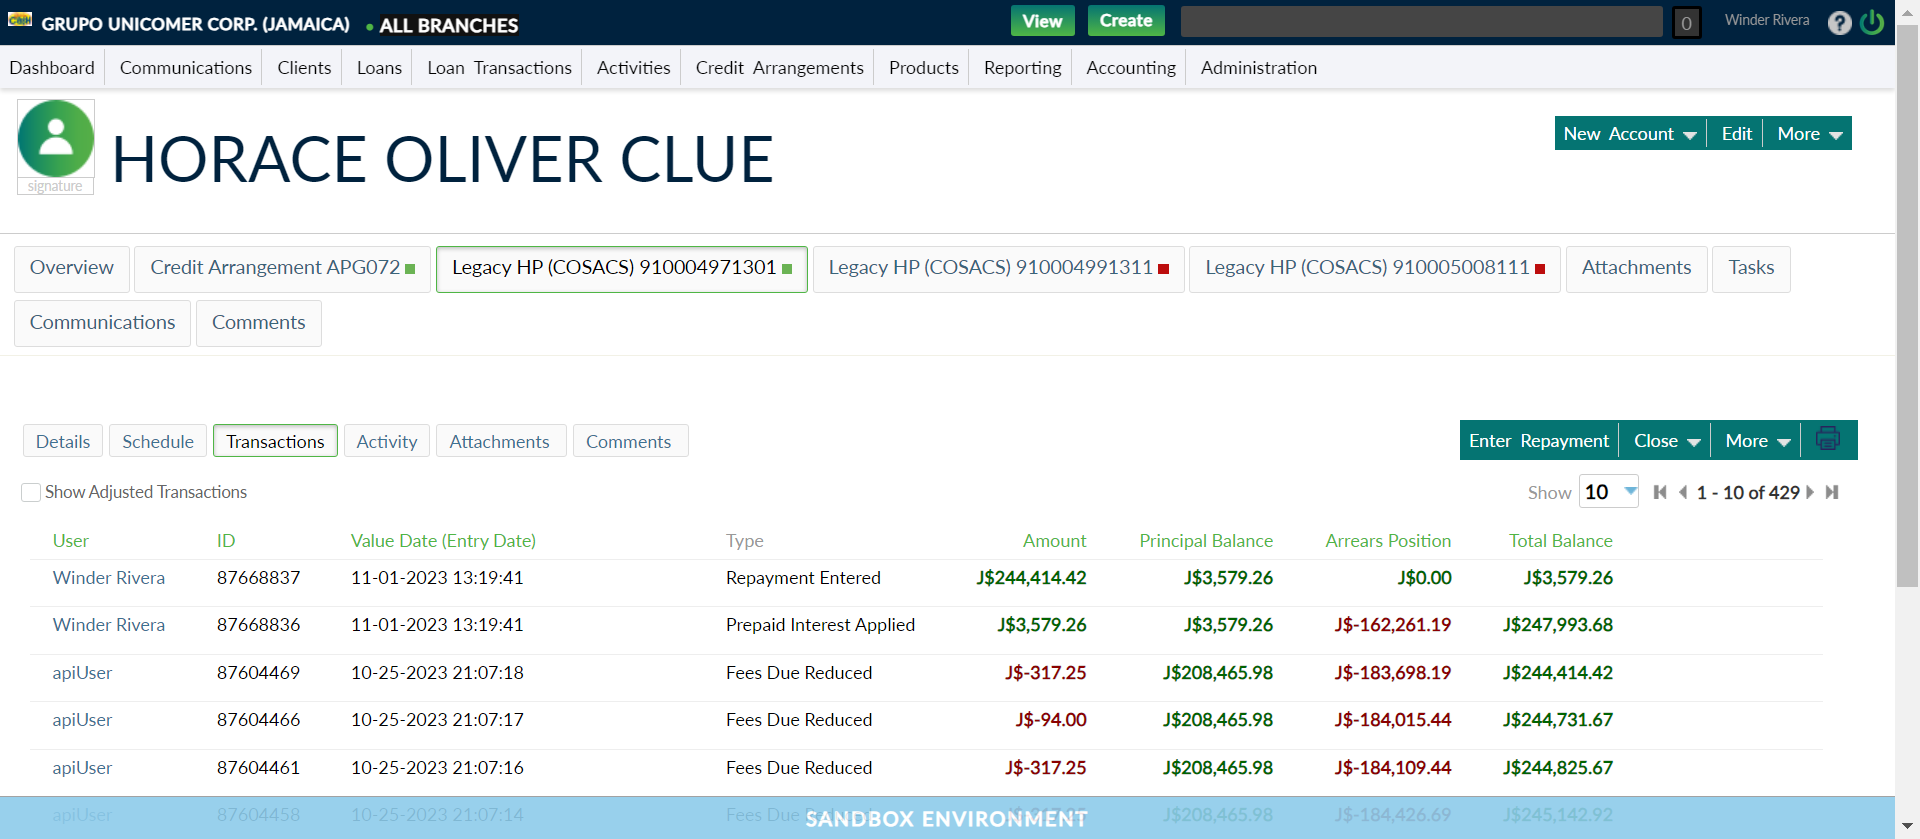 Cash GRUPO UNICOMER CORP. (JAMAICA) • ALL BRANCHES View Create 0 Winder Rivera ?
Dashboard Communications Clients Loans Loan Transactions Activities Credit Arrangements Products Reporting Accounting Administration
HORACE OLIVER CLUE
signature
New Account Edit More
Overview Credit Arrangement APG072 Legacy HP (COSACS) 910004971301 Legacy HP (COSACS) 910004991311 Legacy HP (COSACS) 910005008111 Attachments Tasks
Communications Comments
Details Schedule Transactions Activity Attachments Comments Enter Repayment Close More
Show Adjusted Transactions Show 10 1 - 10 of 429
User ID Value Date (Entry Date) Type Amount Principal Balance Arrears Position Total Balance
Winder Rivera 87668837 11-01-2023 13:19:41 Repayment Entered J$244,414.42 J$3,579.26 J$0.00 J$3,579.26
Winder Rivera 87668836 11-01-2023 13:19:41 Prepaid Interest Applied J$3,579.26 J$3,579.26 J$-162,261.19 J$247,993.68
apiUser 87604469 10-25-2023 21:07:18 Fees Due Reduced J$-317.25 J$208,465.98 J$-183,698.19 J$244,414.42
apiUser 87604466 10-25-2023 21:07:17 Fees Due Reduced J$-94.00 J$208,465.98 J$-184,015.44 J$244,731.67
apiUser 87604461 10-25-2023 21:07:16 Fees Due Reduced J$-317.25 J$208,465.98 J$-184,109.44 J$244,825.67
apiUser 87604458 10-25-2023 21:07:14 Fees Due J$208,465.98 J$-184,426.69 J$245,142.92
SANDBOX ENVIRONMENT